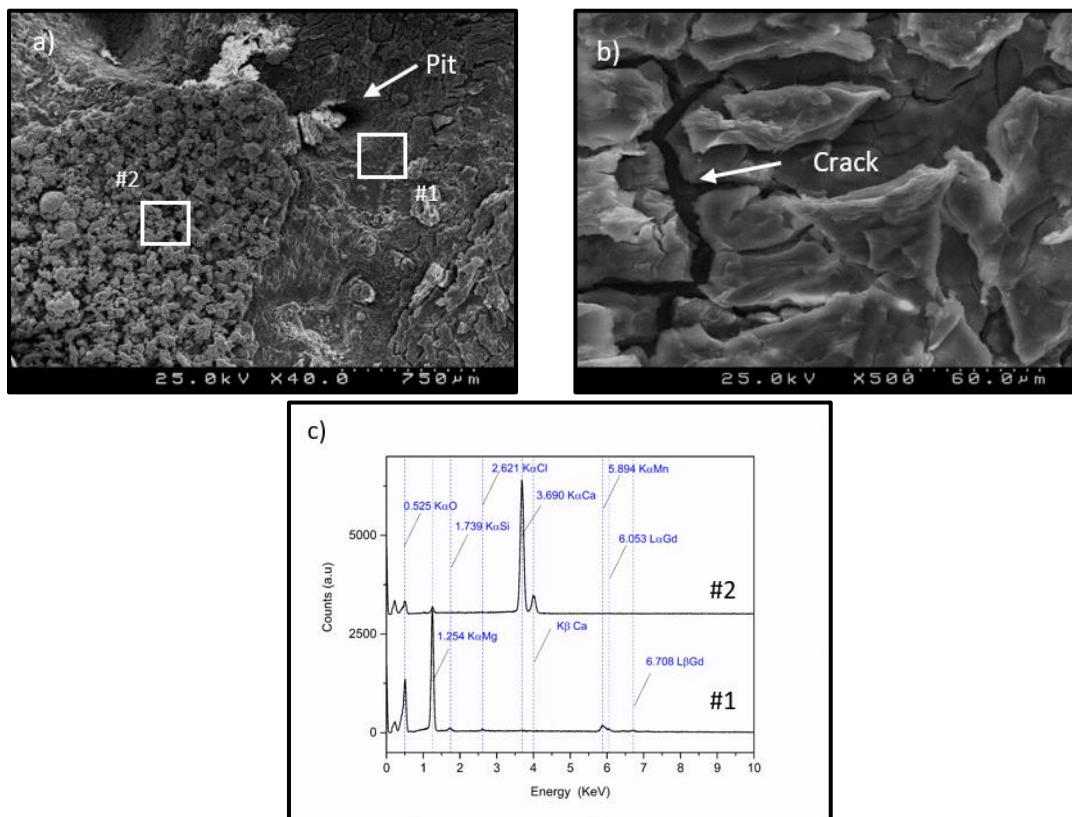 a)
Pit
#2
#1
25.0kV X40.0 750µm
b)
Crack
25.0kV X500 60.0µm
c)
2.621 KαCl
5.894 KαMn
0.525 KαO
3.690 KαCa
1.739 KαSi
6.053 LαGd
5000
#2
Counts (a.u)
2500
1.254 KαMg
Kβ Ca
6.708 LβGd
#1
0
0 1 2 3 4 5 6 7 8 9 10
Energy (KeV)